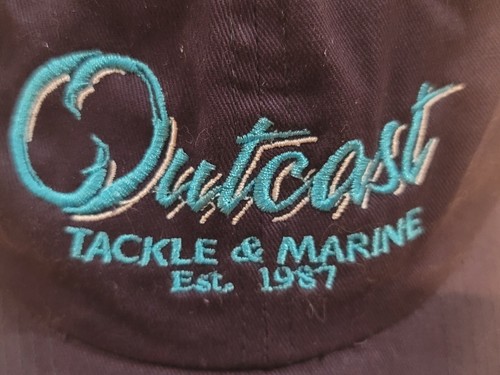 Outcast
TACKLE & MARINE
Est. 1987